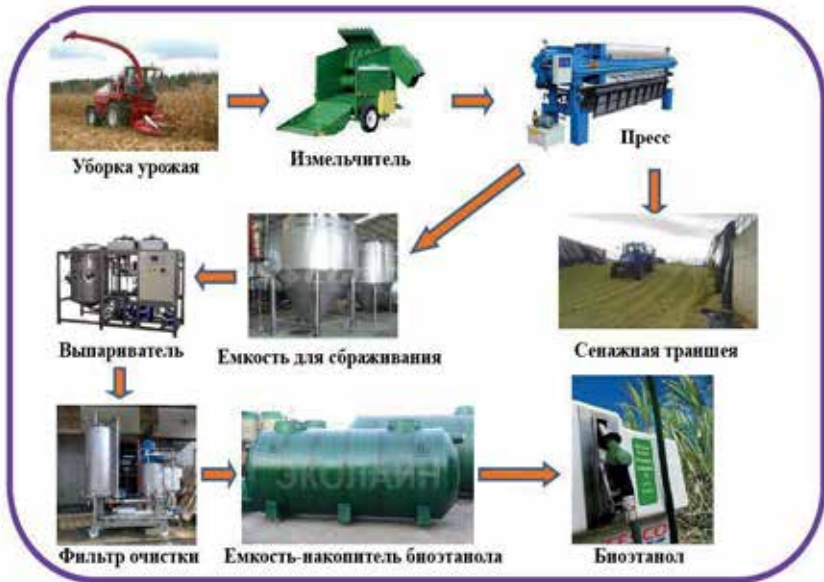 Уборка урожая
Измельчитель
Пресс
Выпариватель
Емкость для сбраживания
Сенажная траншея
ЭКОЛАЙН
Фильтр очистки
Емкость-накопитель биоэтанола
Биоэтанол